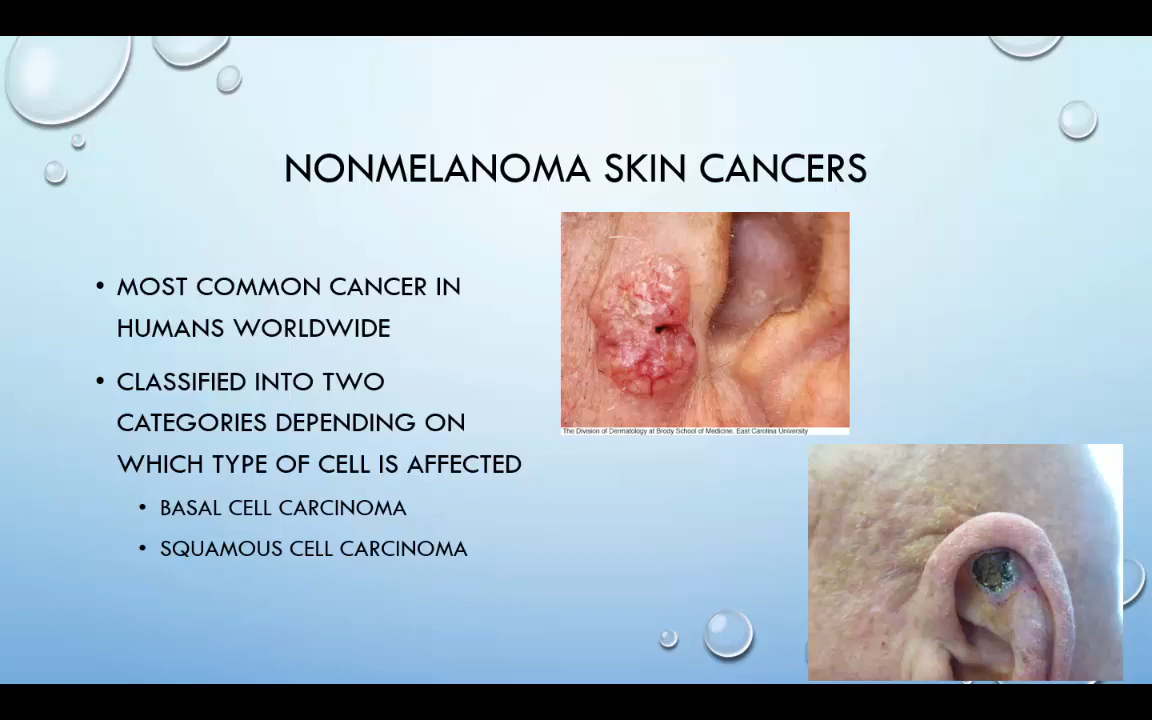 NONMELANOMA SKIN CANCERS
• MOST COMMON CANCER IN
HUMANS WORLDWIDE
• CLASSIFIED INTO TWO
CATEGORIES DEPENDING ON
WHICH TYPE OF CELL IS AFFECTED
• BASAL CELL CARCINOMA
• SQUAMOUS CELL CARCINOMA
The Division of Dermatology at Brody School of Medicine. East Carolina University